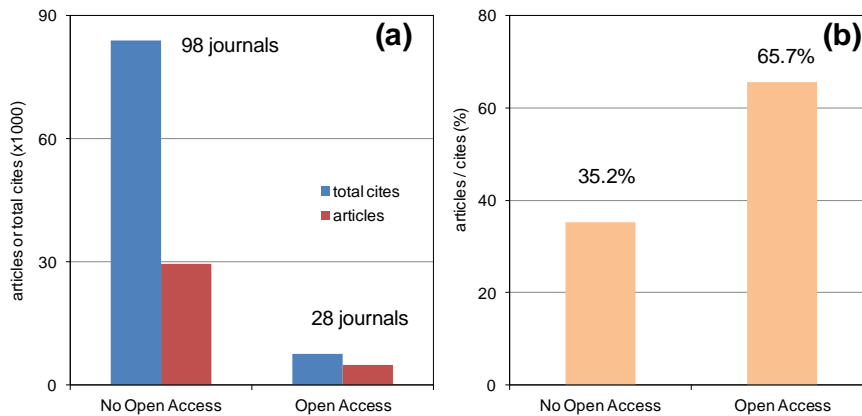 (a)
98 journals
90
60
30
0
articles or total cites (x1000)
total cites
articles
28 journals
No Open Access
Open Access
(b)
65.7%
35.2%
80
60
40
20
0
articles / cites (%)
No Open Access
Open Access